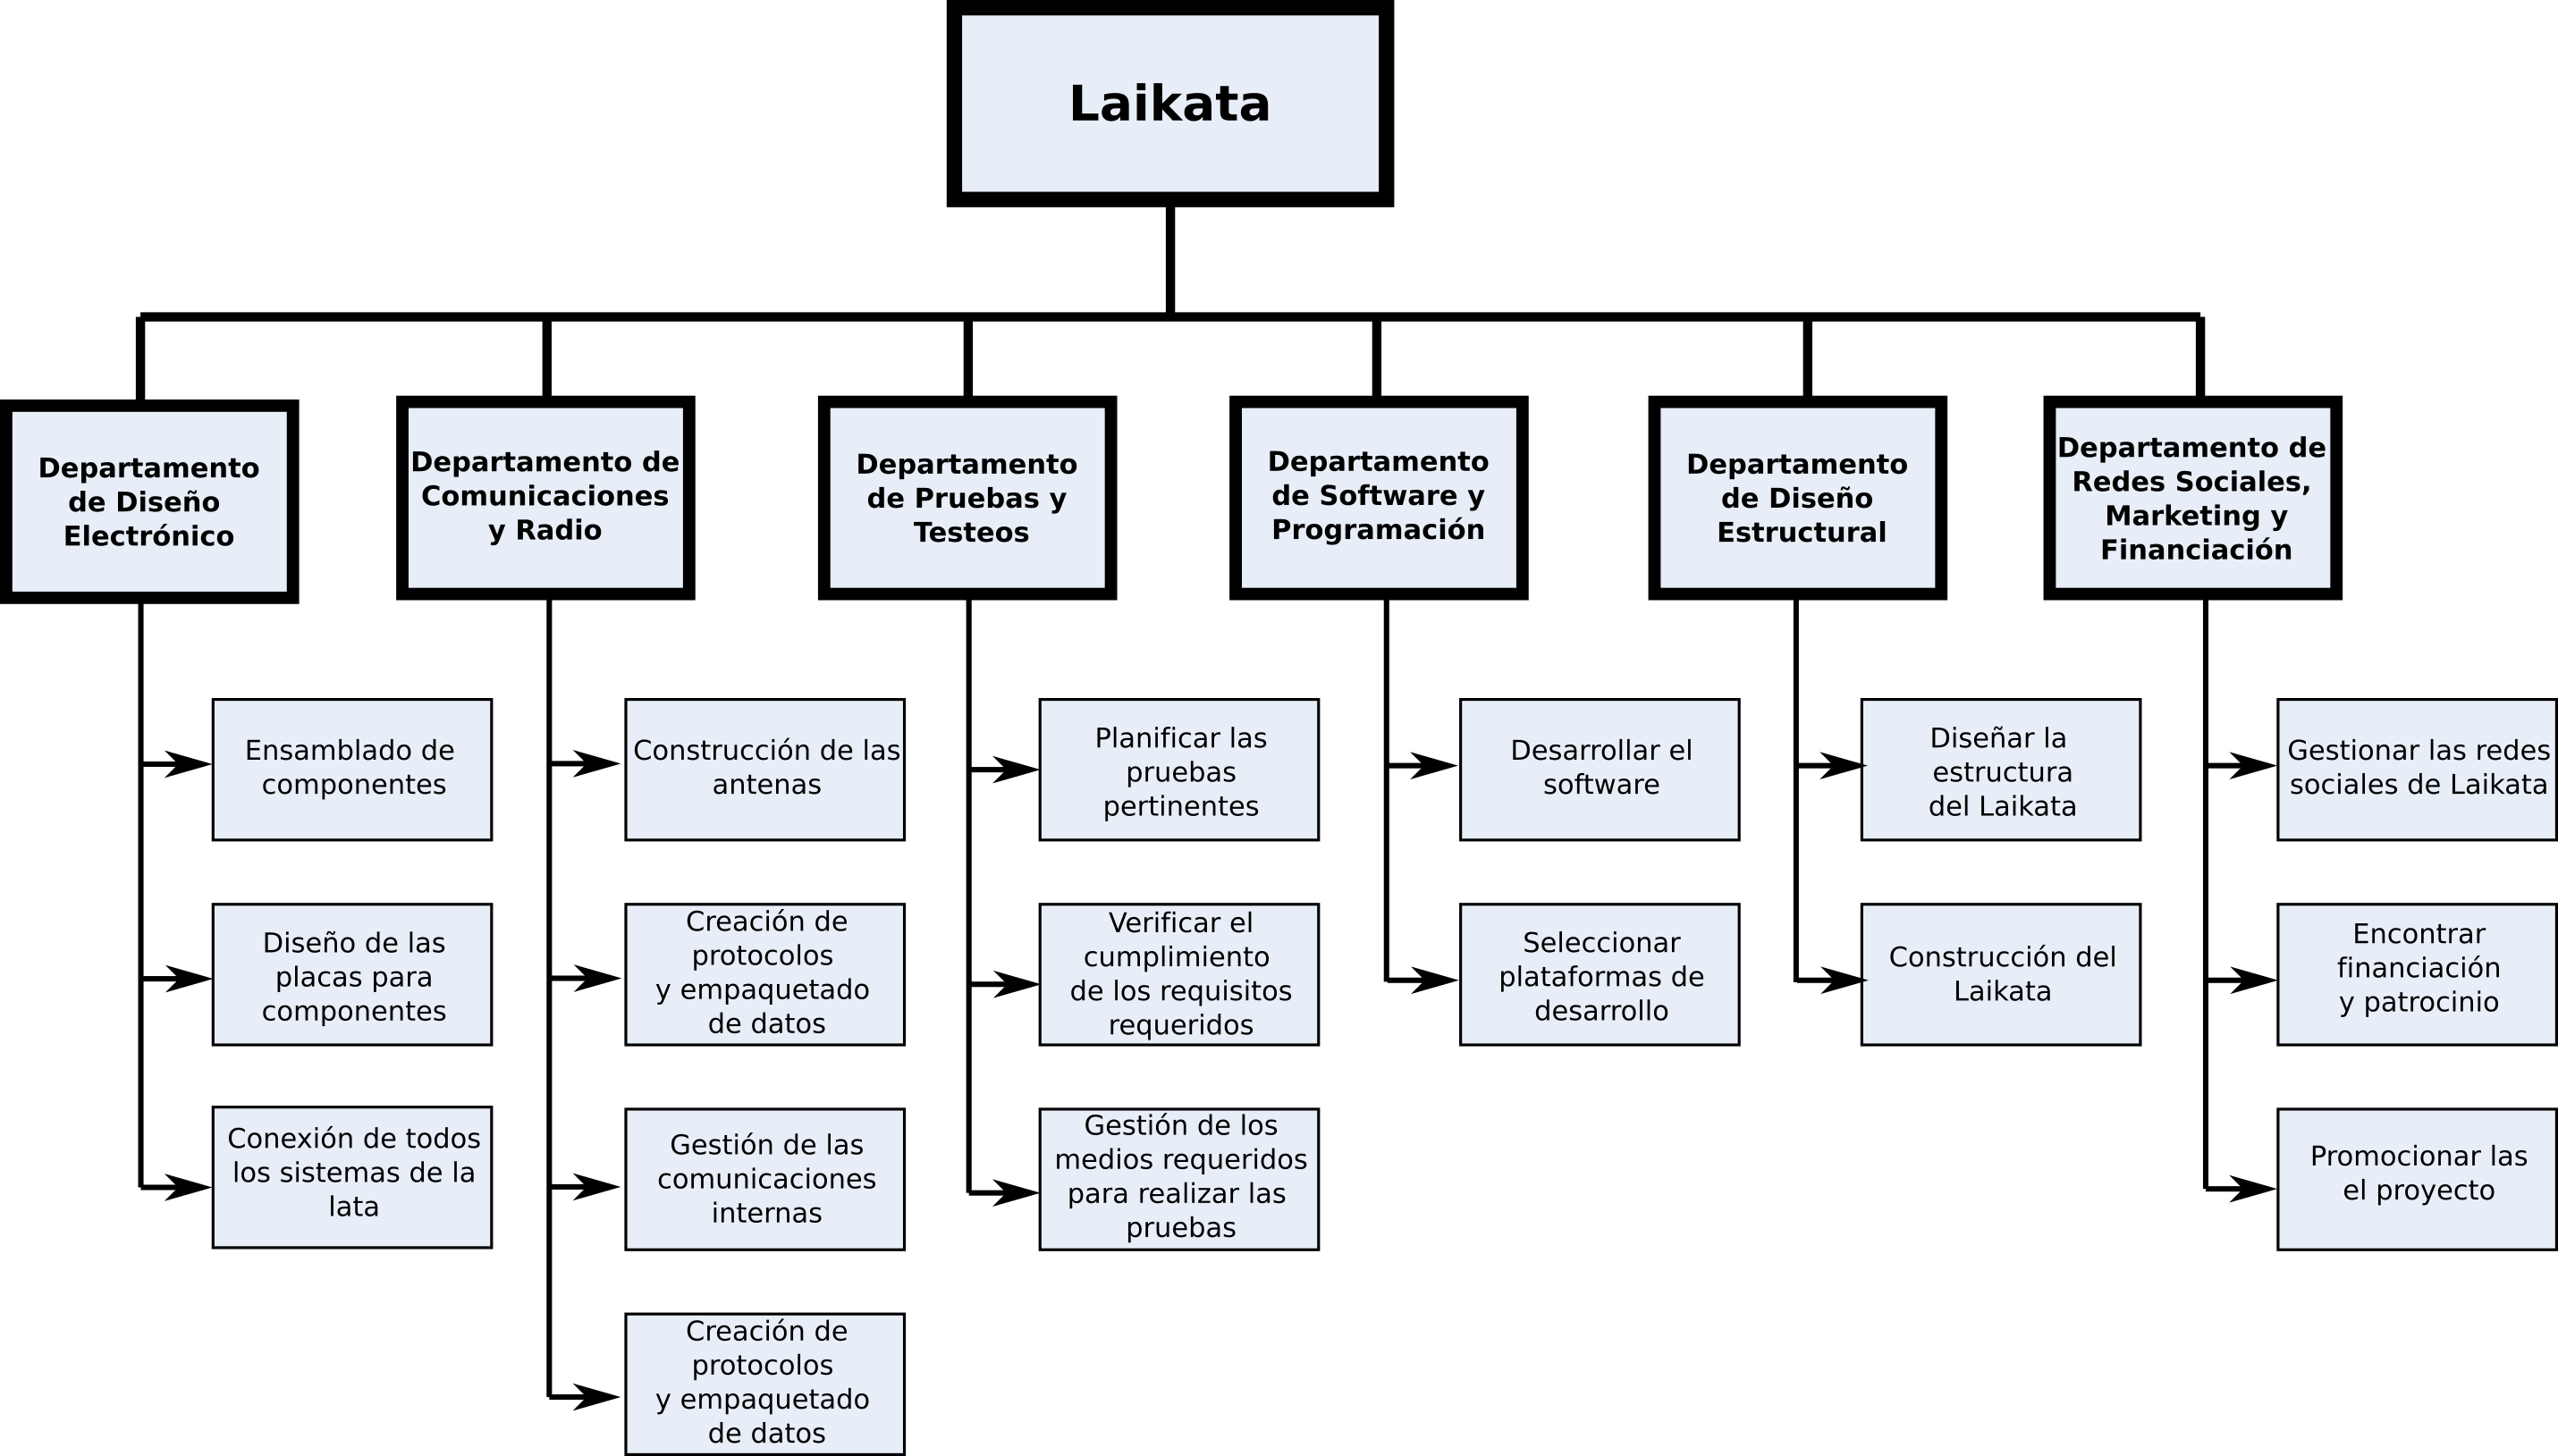 Laikata
Departamento
de Diseño
Electrónico
Departamento de
Comunicaciones
y Radio
Departamento
de Pruebas y
Testeos
Departamento
de Software y
Programación
Departamento
de Diseño
Estructural
Departamento de
Redes Sociales,
Marketing y
Financiación
Ensamblado de
componentes
Diseño de las
placas para
componentes
Conexión de todos
los sistemas de la
lata
Construcción de las
antenas
Creación de
protocolos
y empaquetado
de datos
Gestión de las
comunicaciones
internas
Creación de
protocolos
y empaquetado
de datos
Planificar las
pruebas
pertinentes
Verificar el
cumplimiento
de los requisitos
requeridos
Gestión de los
medios requeridos
para realizar las
pruebas
Desarrollar el
software
Seleccionar
plataformas de
desarrollo
Diseñar la
estructura
del Laikata
Construcción del
Laikata
Gestionar las redes
sociales de Laikata
Encontrar
financiación
y patrocinio
Promocionar las
el proyecto